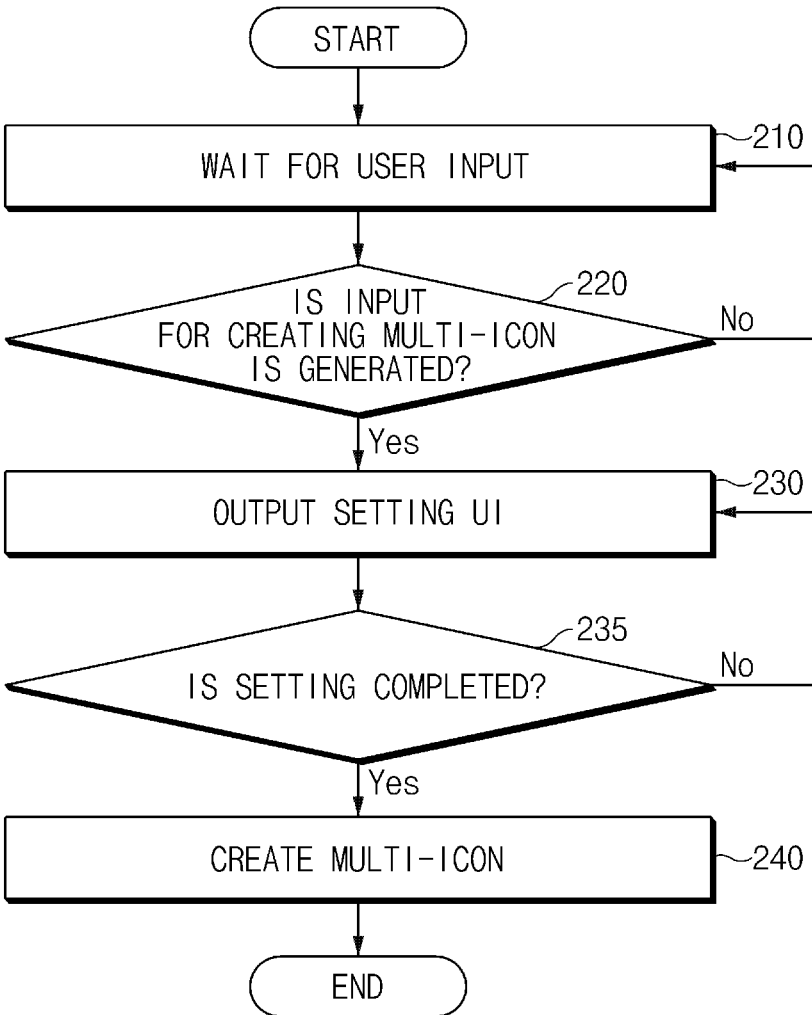 START
210
WAIT FOR USER INPUT
220
IS INPUT
FOR CREATING MULTI-ICON
IS GENERATED?
No
Yes
230
OUTPUT SETTING UI
235
IS SETTING COMPLETED?
No
Yes
CREATE MULTI-ICON
240
END